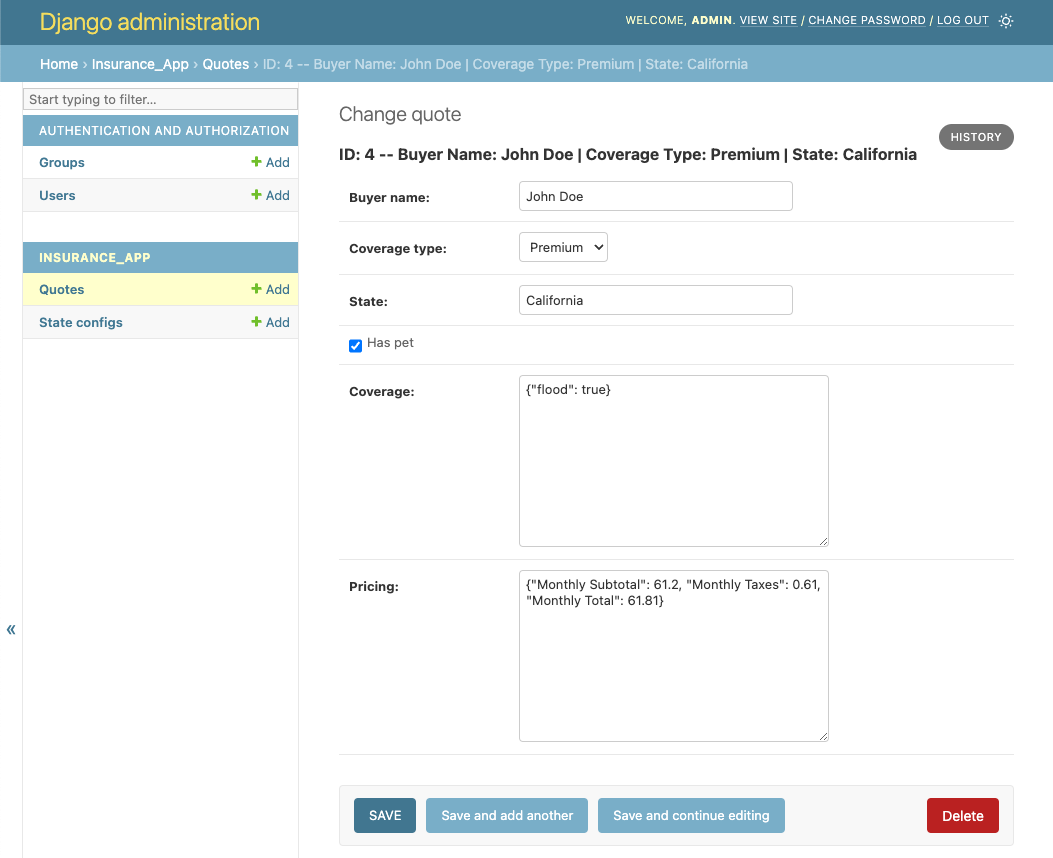 Django administration
WELCOME, ADMIN. VIEW SITE / CHANGE PASSWORD / LOG OUT
Home › Insurance_App › Quotes › ID: 4 -- Buyer Name: John Doe | Coverage Type: Premium | State: California
Start typing to filter...
AUTHENTICATION AND AUTHORIZATION
Groups + Add
Users + Add
INSURANCE_APP
Quotes + Add
State configs + Add
«
Change quote
HISTORY
ID: 4 -- Buyer Name: John Doe | Coverage Type: Premium | State: California
Buyer name: John Doe
Coverage type: Premium
State: California
Has pet
Coverage: {"flood": true}
Pricing: {"Monthly Subtotal": 61.2, "Monthly Taxes": 0.61,
"Monthly Total": 61.81}
SAVE Save and add another Save and continue editing Delete